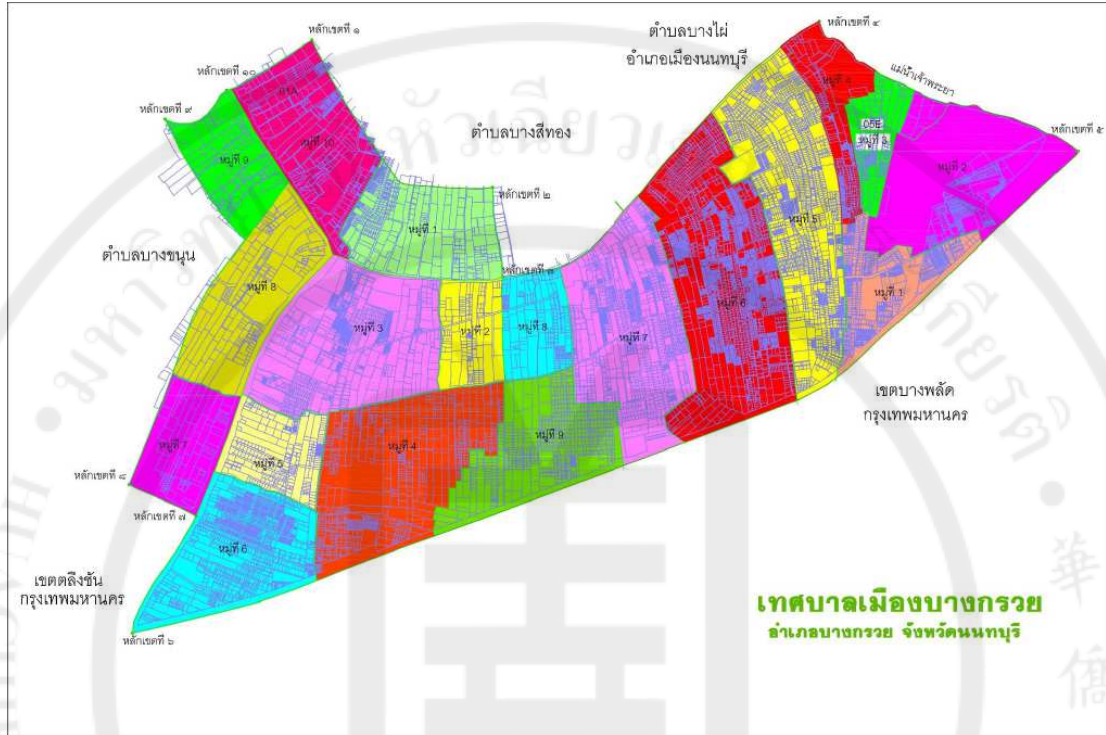 หลักเขตที่ ๑
หลักเขตที่ ๔
ตำบลบางไผ่
อำเภอเมืองนนทบุรี
แม่น้ำเจ้าพระยา
หลักเขตที่ ๑๐
หลักเขตที่ ๙
ตำบลบางสีทอง
หลักเขตที่ ๕
หมู่ที่ 4
หมู่ที่ 3
หมู่ที่ 2
หมู่ที่ 10
หมู่ที่ 9
หลักเขตที่ ๒
หมู่ที่ 1
หมู่ที่ 5
ตำบลบางขนุน
หลักเขตที่ ๓
หมู่ที่ 8
หมู่ที่ 1
หมู่ที่ 3
หมู่ที่ 2
หมู่ที่ 8
หมู่ที่ 7
หมู่ที่ 6
เขตบางพลัด
กรุงเทพมหานคร
หมู่ที่ 7
หมู่ที่ 5
หมู่ที่ 4
หมู่ที่ 9
หลักเขตที่ ๘
หลักเขตที่ ๗
หมู่ที่ 6
เขตตลิ่งชัน
กรุงเทพมหานคร
หลักเขตที่ ๖
เทศบาลเมืองบางกรวย
อำเภอบางกรวย จังหวัดนนทบุรี